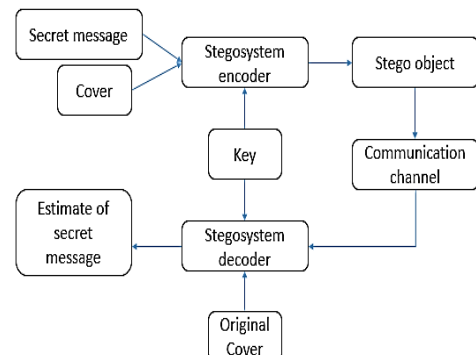 Secret message
Cover
Stegosystem
encoder
Stego object
Key
Communication
channel
Estimate of
secret
message
Stegosystem
decoder
Original
Cover